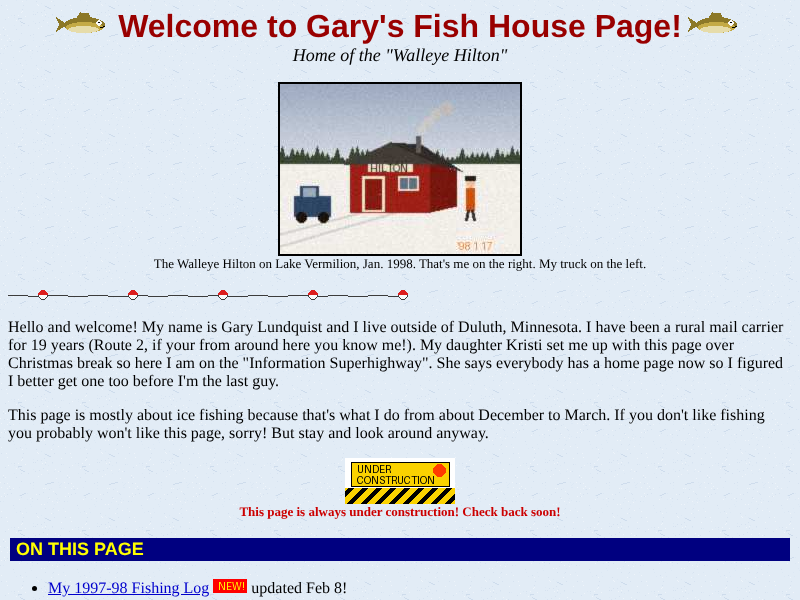 Welcome to Gary's Fish House Page!
Home of the "Walleye Hilton"
HILTON
'98 1 17
The Walleye Hilton on Lake Vermilion, Jan. 1998. That's me on the right. My truck on the left.
Hello and welcome! My name is Gary Lundquist and I live outside of Duluth, Minnesota. I have been a rural mail carrier
for 19 years (Route 2, if your from around here you know me!). My daughter Kristi set me up with this page over
Christmas break so here I am on the "Information Superhighway". She says everybody has a home page now so I figured
I better get one too before I'm the last guy.
This page is mostly about ice fishing because that's what I do from about December to March. If you don't like fishing
you probably won't like this page, sorry! But stay and look around anyway.
UNDER
CONSTRUCTION
This page is always under construction! Check back soon!
ON THIS PAGE
My 1997-98 Fishing Log NEW! updated Feb 8!